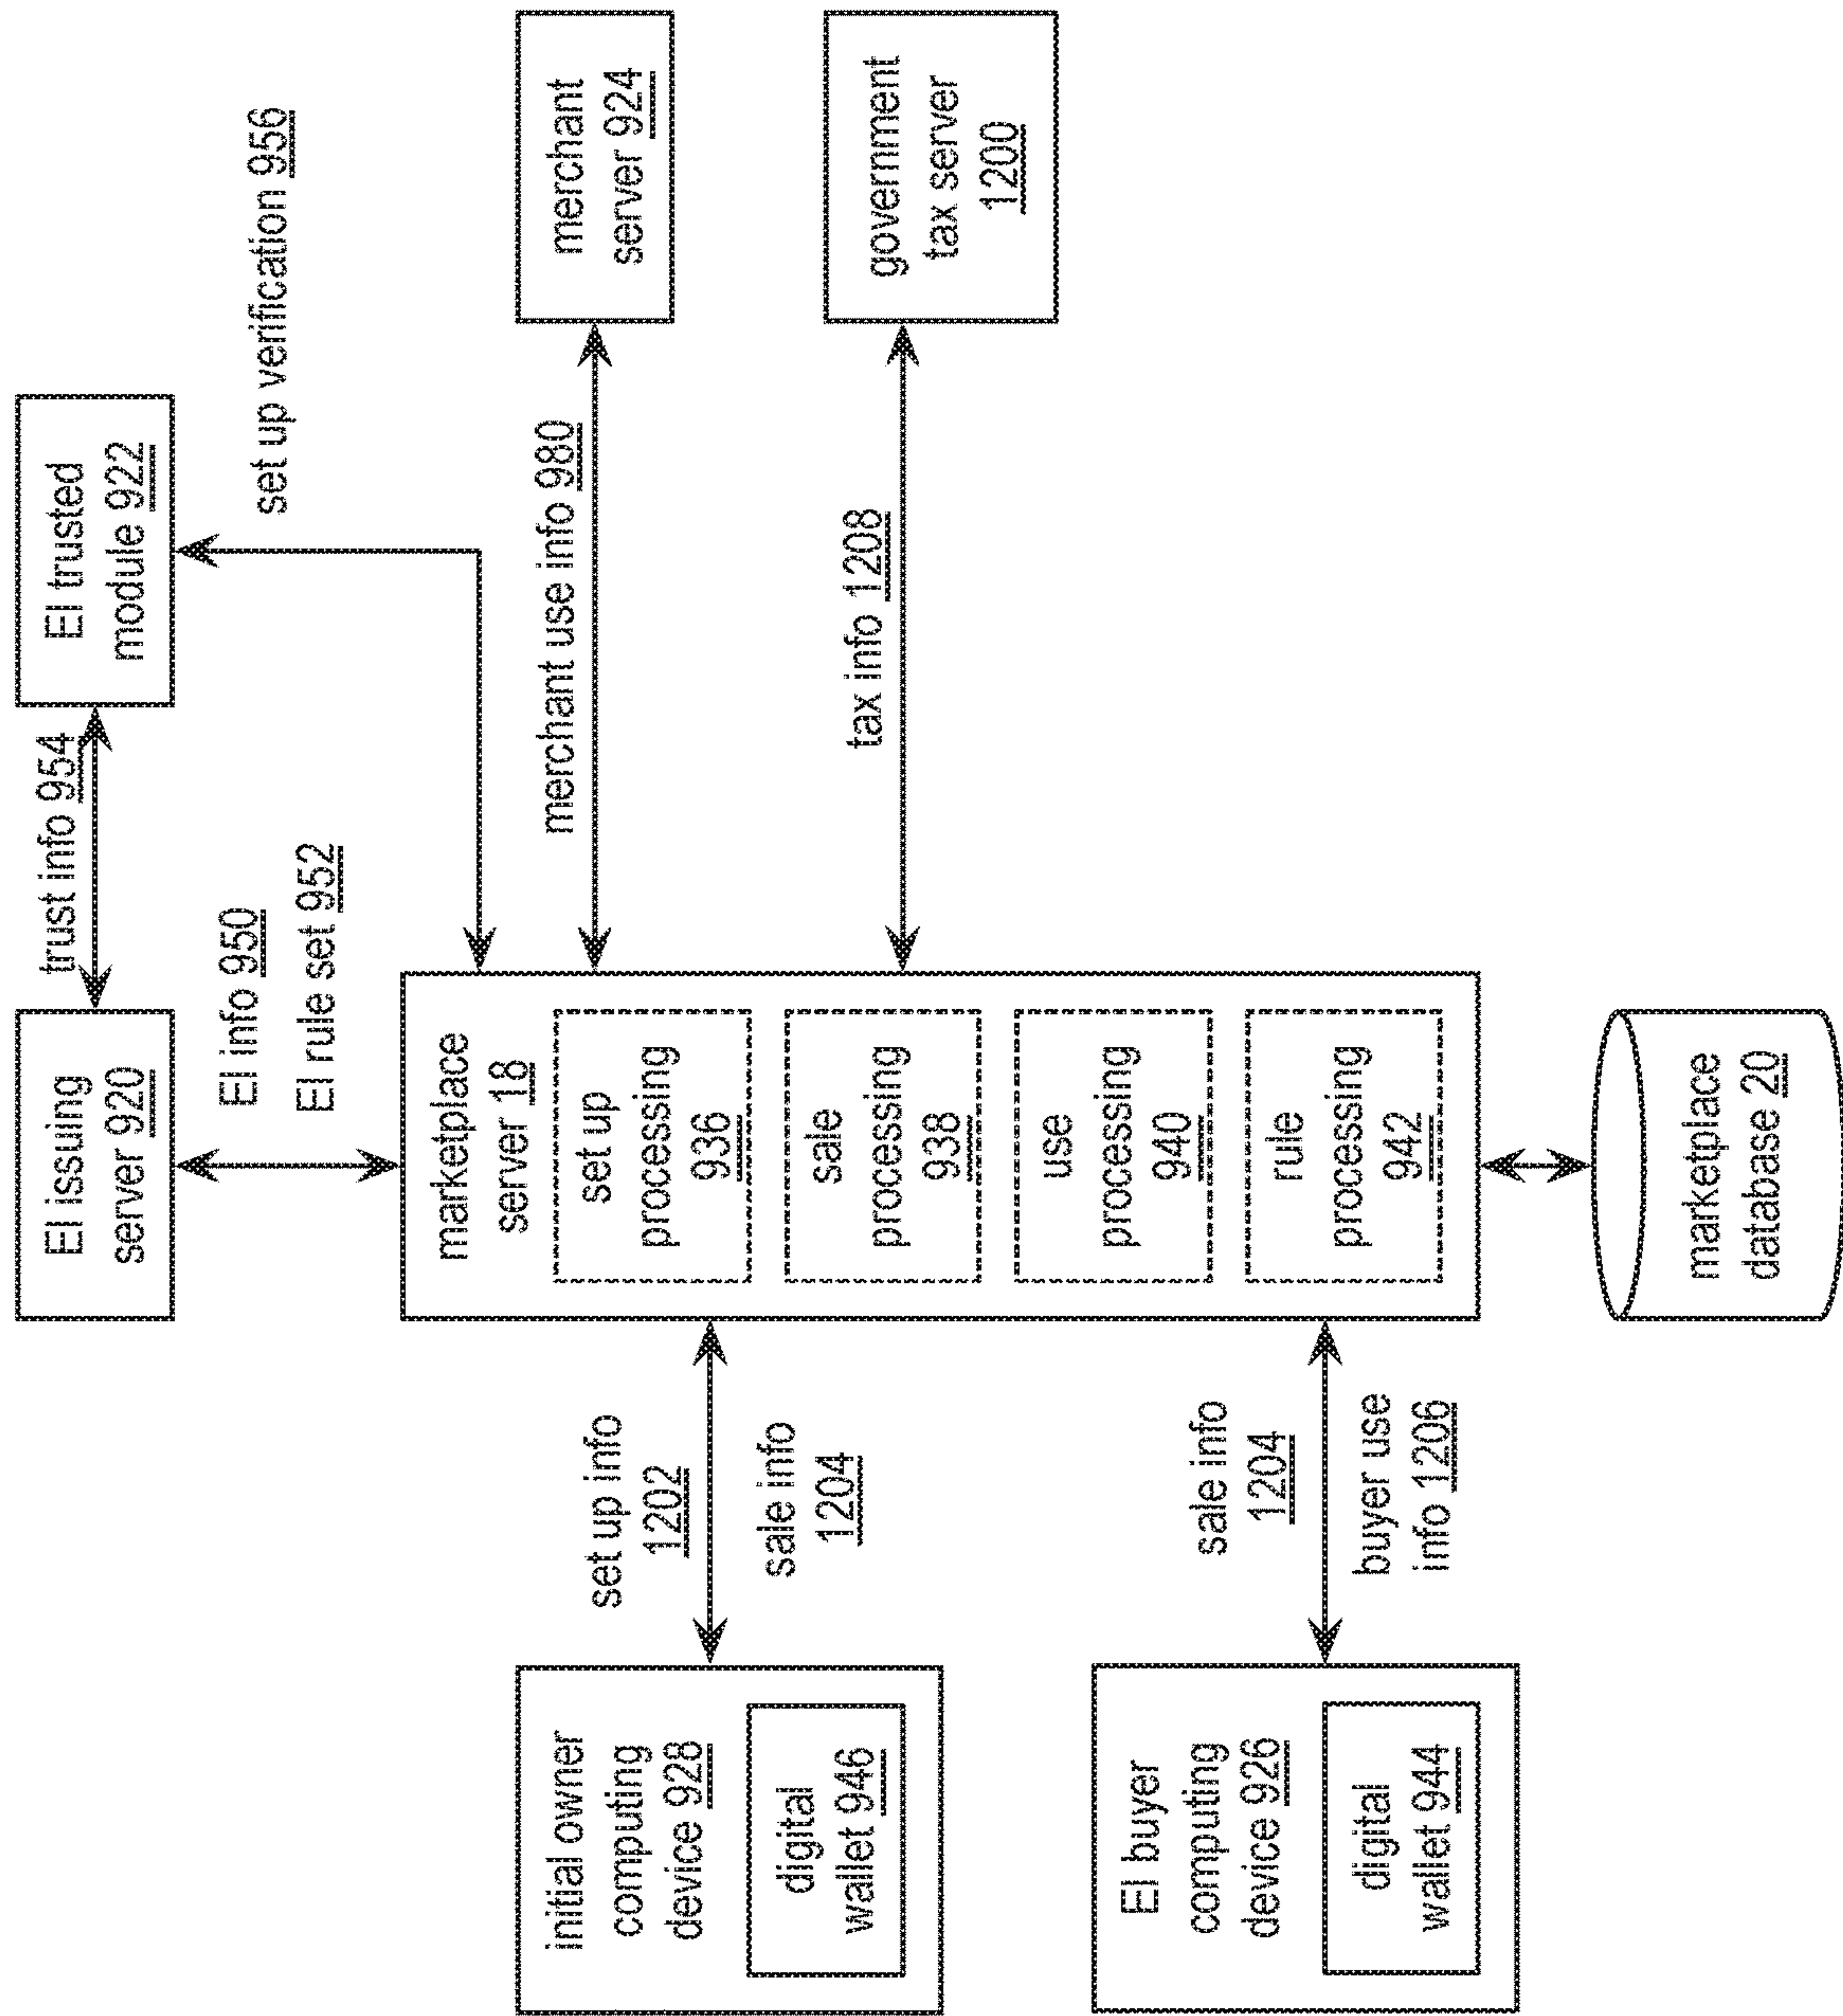 EI issuing
server 920
trust info 954
EI trusted
module 922
EI info 950
EI rule set 952
set up verification 956
initial owner
computing
device 928
digital
wallet 946
set up info
1202
sale info
1204
marketplace
server 18
set up
processing
936
sale
processing
938
use
processing
940
rule
processing
942
merchant use info 980
merchant
server 924
tax info 1208
government
tax server
1200
EI buyer
computing
device 926
digital
wallet 944
sale info
1204
buyer use
info 1206
marketplace
database 20